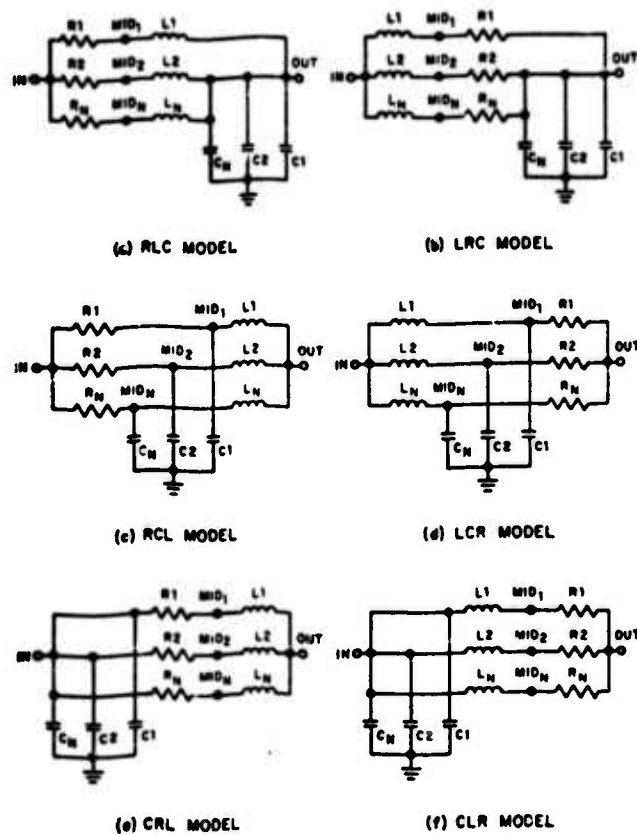 R1 MID1 L1
IN R2 MID2 L2 OUT
RN MIDN LN
CN C2 C1
(a) RLC MODEL
L1 MID1 R1
IN L2 MID2 R2 OUT
LN MIDN RN
CN C2 C1
(b) LRC MODEL
R1 MID1 L1
IN R2 MID2 L2 OUT
RN MIDN LN
CN C2 C1
(c) RCL MODEL
L1 MID1 R1
IN L2 MID2 R2 OUT
LN MIDN RN
CN C2 C1
(d) LCR MODEL
R1 MID1 L1
IN R2 MID2 L2 OUT
RN MIDN LN
CN C2 C1
(e) CRL MODEL
L1 MID1 R1
IN L2 MID2 R2 OUT
LN MIDN RN
CN C2 C1
(f) CLR MODEL